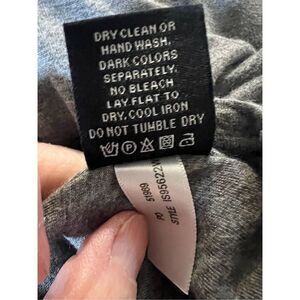 DRY CLEAN OR
HAND WASH.
DARK COLORS
SEPARATELY.
NO BLEACH
LAY FLAT TO
DRY, COOL IRON
DO NOT TUMBLE DRY
PO
STYLE